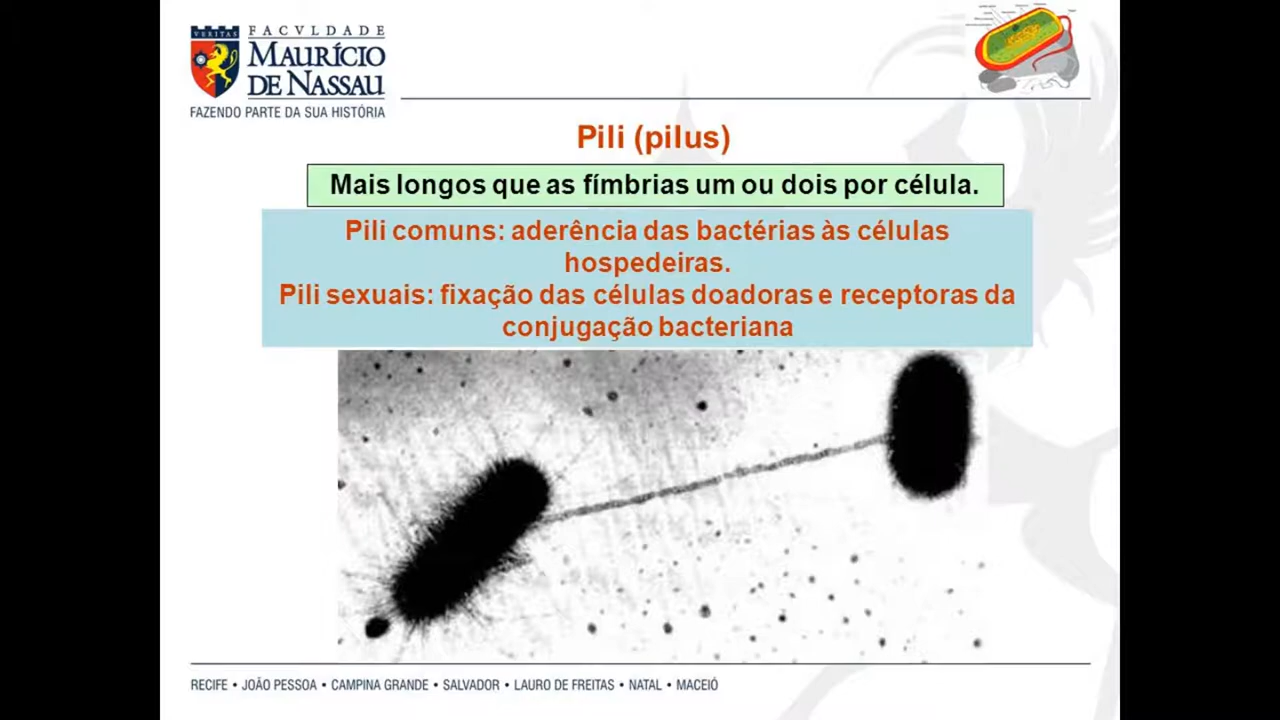 VERITAS
FACVLDADE
MAURÍCIO
DE NASSAU
FAZENDO PARTE DA SUA HISTÓRIA
Pili (pilus)
Mais longos que as fímbrias um ou dois por célula.
Pili comuns: aderência das bactérias às células
hospedeiras.
Pili sexuais: fixação das células doadoras e receptoras da
conjugação bacteriana
RECIFE • JOÃO PESSOA • CAMPINA GRANDE • SALVADOR • LAURO DE FREITAS • NATAL • MACEIÓ